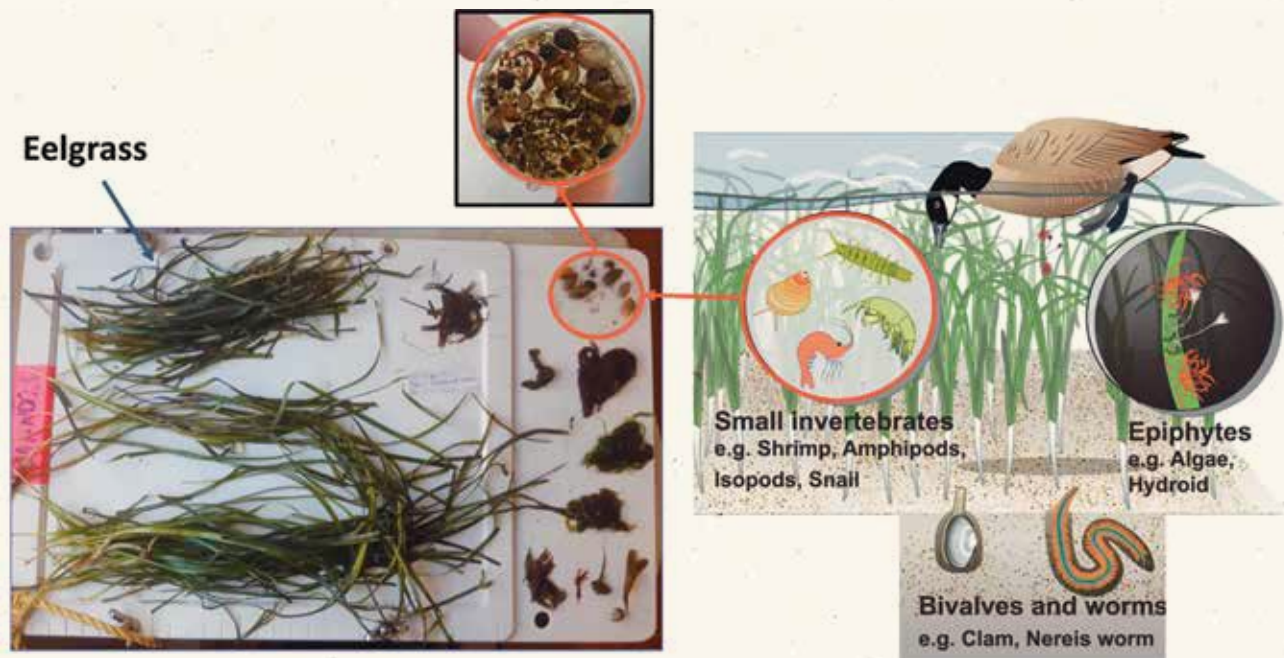 Eelgrass
Small invertebrates
e.g. Shrimp, Amphipods,
Isopods, Snail
Epiphytes
e.g. Algae,
Hydroid
Bivalves and worms
e.g. Clam, Nereis worm